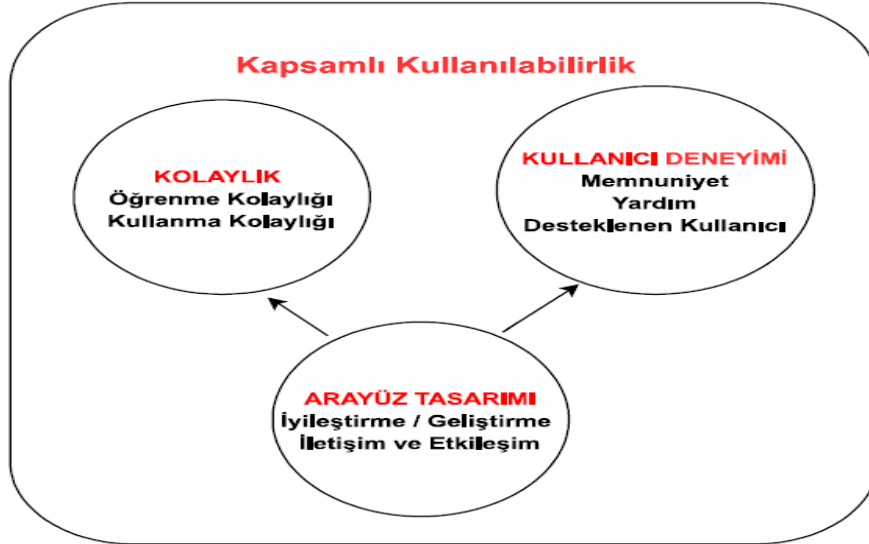 Kapsamlı Kullanılabilirlik
KOLAYLIK
Öğrenme Kolaylığı
Kullanma Kolaylığı
KULLANICI DENEYİMİ
Memnuniyet
Yardım
Desteklenen Kullanıcı
ARAYÜZ TASARIMI
İyileştirme / Geliştirme
İletişim ve Etkileşim